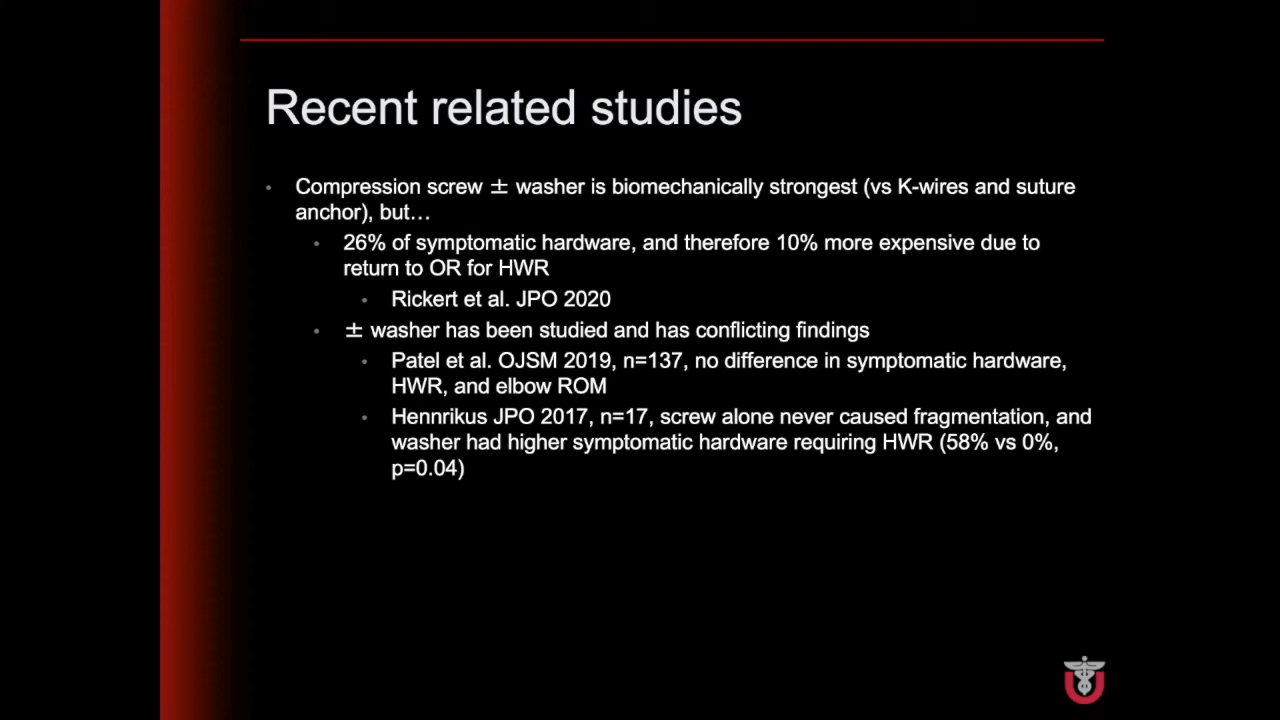 Recent related studies
• Compression screw ± washer is biomechanically strongest (vs K-wires and suture
anchor), but…
• 26% of symptomatic hardware, and therefore 10% more expensive due to
return to OR for HWR
• Rickert et al. JPO 2020
• ± washer has been studied and has conflicting findings
• Patel et al. OJSM 2019, n=137, no difference in symptomatic hardware,
HWR, and elbow ROM
• Hennrikus JPO 2017, n=17, screw alone never caused fragmentation, and
washer had higher symptomatic hardware requiring HWR (58% vs 0%,
p=0.04)